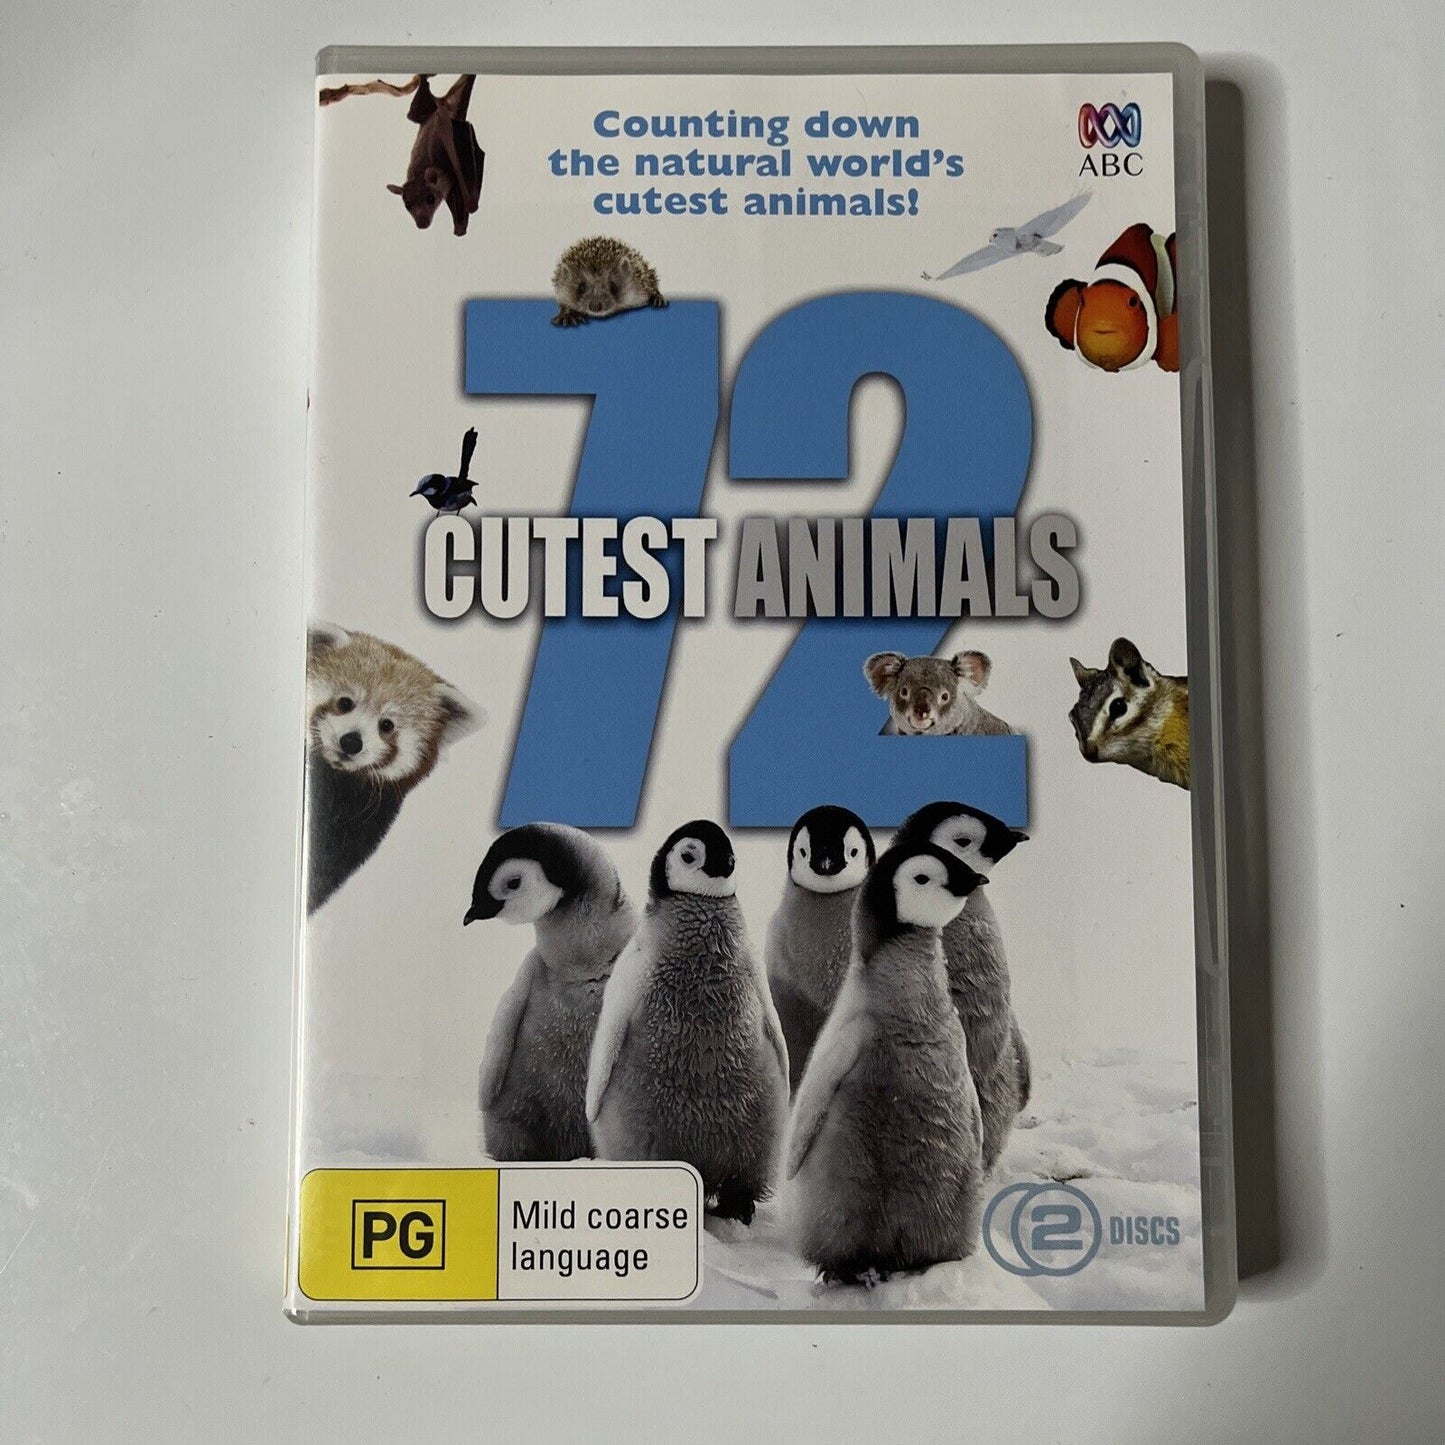 Counting down
the natural world's
cutest animals!
ABC
72
CUTEST ANIMALS
PG
Mild coarse
language
2 DISCS